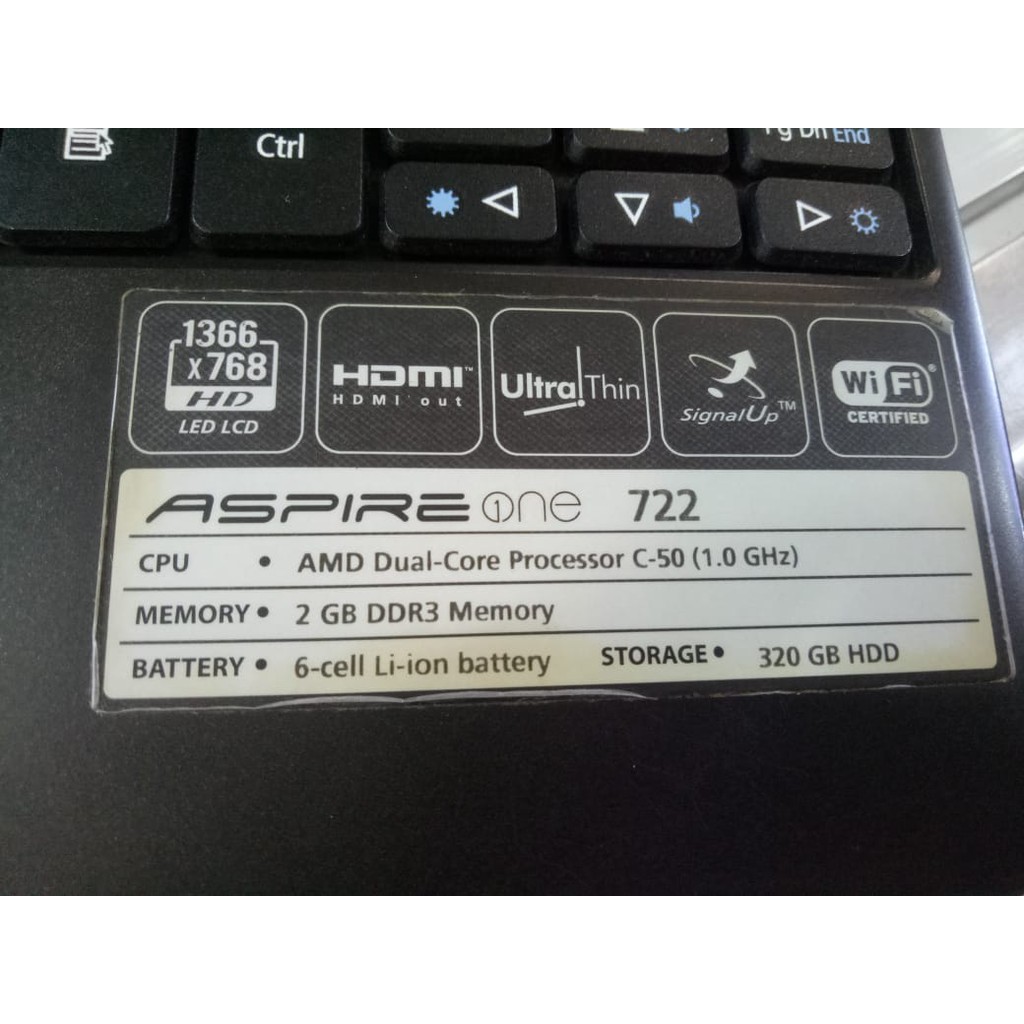 Ctrl
Pg Dn End
1366
x768
HD
LED LCD
HDMI™
HDMI out
Ultra Thin
SignalUp™
Wi Fi®
CERTIFIED
ASPIRE one 722
CPU • AMD Dual-Core Processor C-50 (1.0 GHz)
MEMORY • 2 GB DDR3 Memory
BATTERY • 6-cell Li-ion battery STORAGE • 320 GB HDD